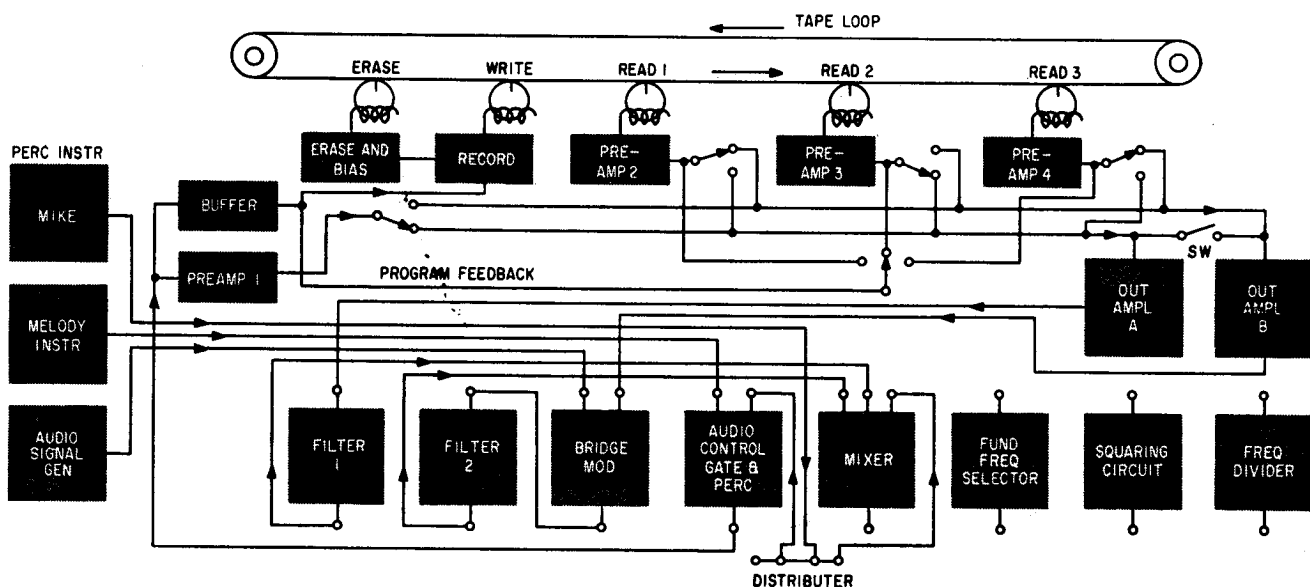 TAPE LOOP
ERASE
WRITE
READ 1
READ 2
READ 3
ERASE AND
BIAS
RECORD
PRE-
AMP 2
PRE-
AMP 3
PRE-
AMP 4
PERC INSTR
MIKE
BUFFER
PREAMP 1
PROGRAM FEEDBACK
SW
MELODY
INSTR
OUT
AMPL
A
OUT
AMPL
B
AUDIO
SIGNAL
GEN
FILTER
1
FILTER
2
BRIDGE
MOD
AUDIO
CONTROL
GATE &
PERC
MIXER
FUND
FREQ
SELECTOR
SQUARING
CIRCUIT
FREQ
DIVIDER
DISTRIBUTER